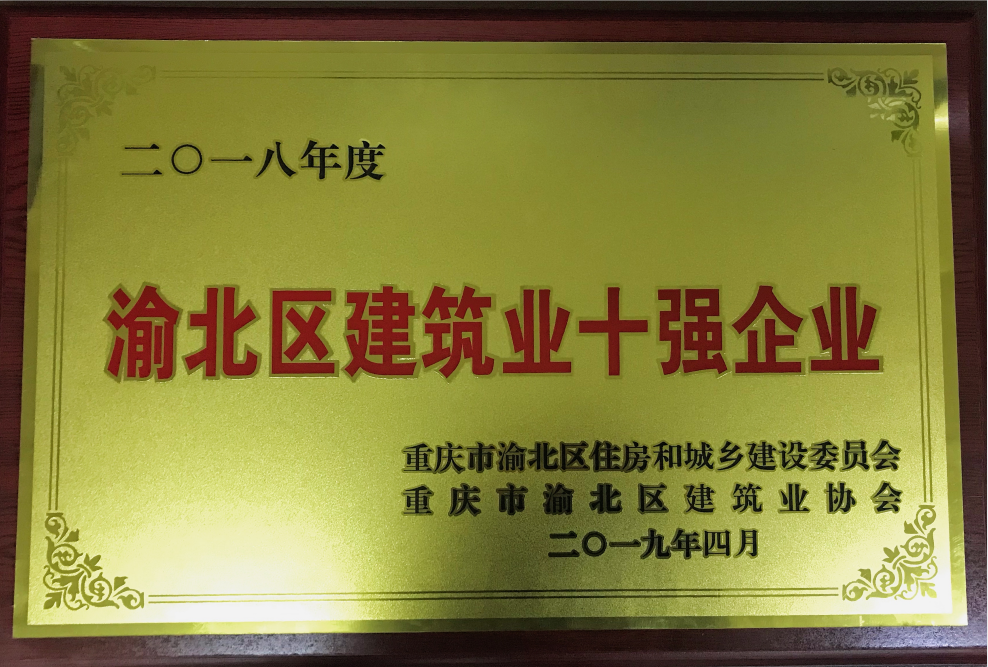 二〇一八年度
渝北区建筑业十强企业
重庆市渝北区住房和城乡建设委员会
重庆市渝北区建筑业协会
二〇一九年四月